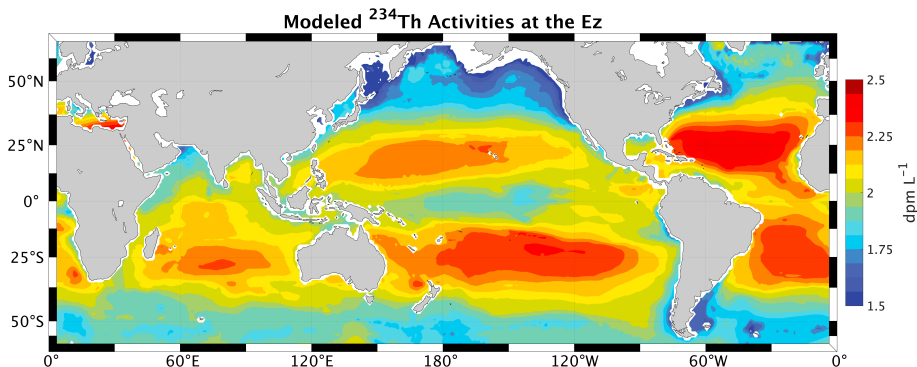 Modeled ²³⁴Th Activities at the Ez
50°N
25°N
0°
25°S
50°S
0°
60°E
120°E
180°
120°W
60°W
0°
2.5
2.25
2
1.75
1.5
dpm L⁻¹